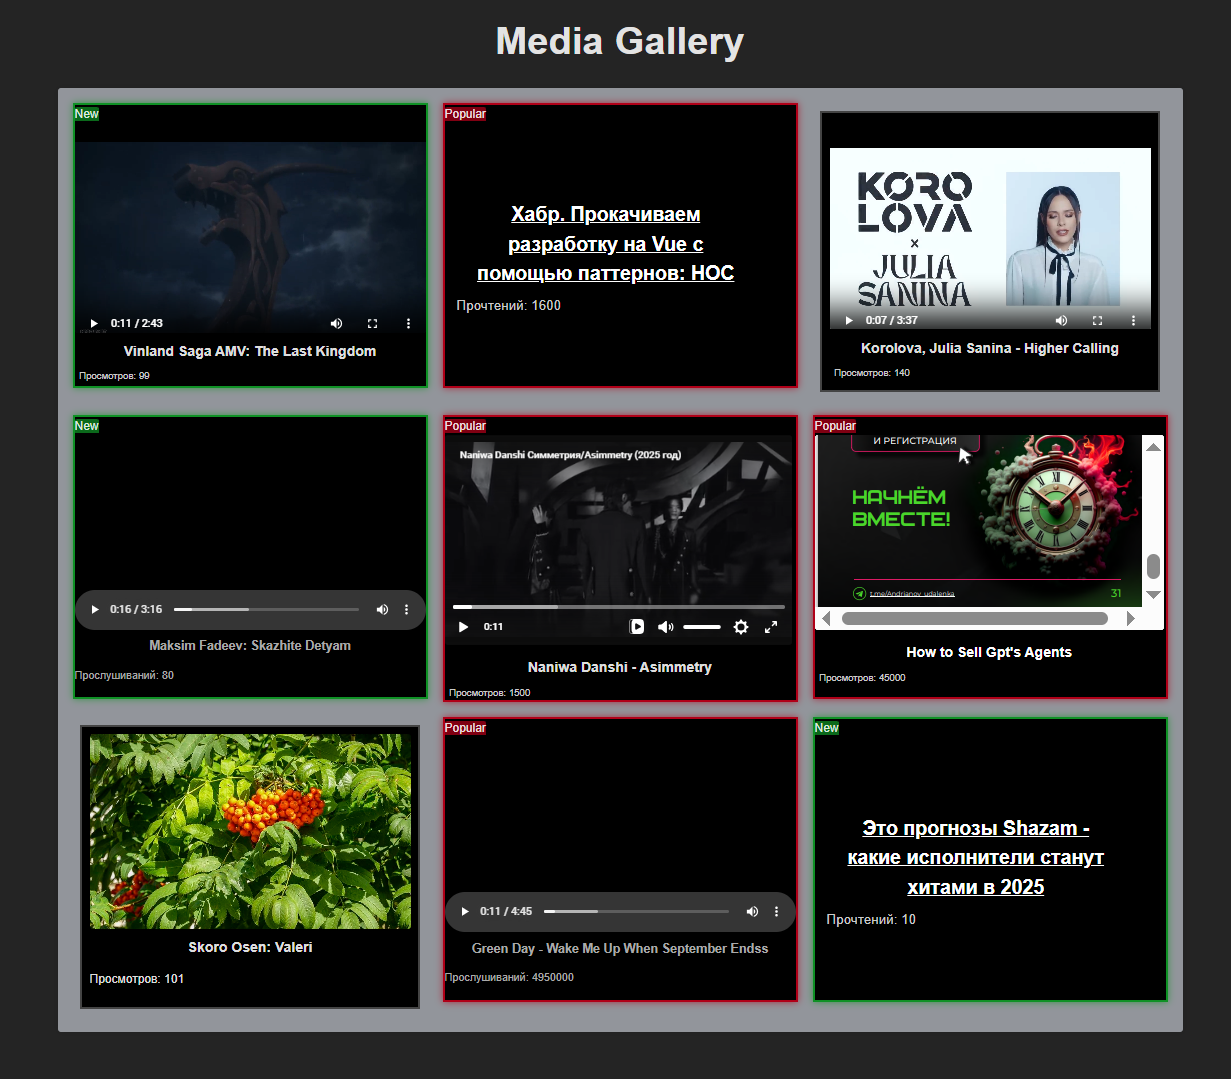 Media Gallery
New
0:11 / 2:43
Vinland Saga AMV: The Last Kingdom
Просмотров: 99
Popular
Хабр. Прокачиваем
разработку на Vue с
помощью паттернов: HOC
Прочтений: 1600
KORO
LOVA
x
JULIA
SANINA
0:07 / 3:37
Korolova, Julia Sanina - Higher Calling
Просмотров: 140
New
0:16 / 3:16
Maksim Fadeev: Skazhite Detyam
Прослушиваний: 80
Popular
Naniwa Danshi Симметрия/Asimmetry (2025 год)
0:11
Naniwa Danshi - Asimmetry
Просмотров: 1500
Popular
И РЕГИСТРАЦИЯ
НАЧНЁМ
ВМЕСТЕ!
t.me/Andrianov_udalenka
31
How to Sell Gpt's Agents
Просмотров: 45000
Skoro Osen: Valeri
Просмотров: 101
Popular
0:11 / 4:45
Green Day - Wake Me Up When September Endss
Прослушиваний: 4950000
New
Это прогнозы Shazam -
какие исполнители станут
хитами в 2025
Прочтений: 10